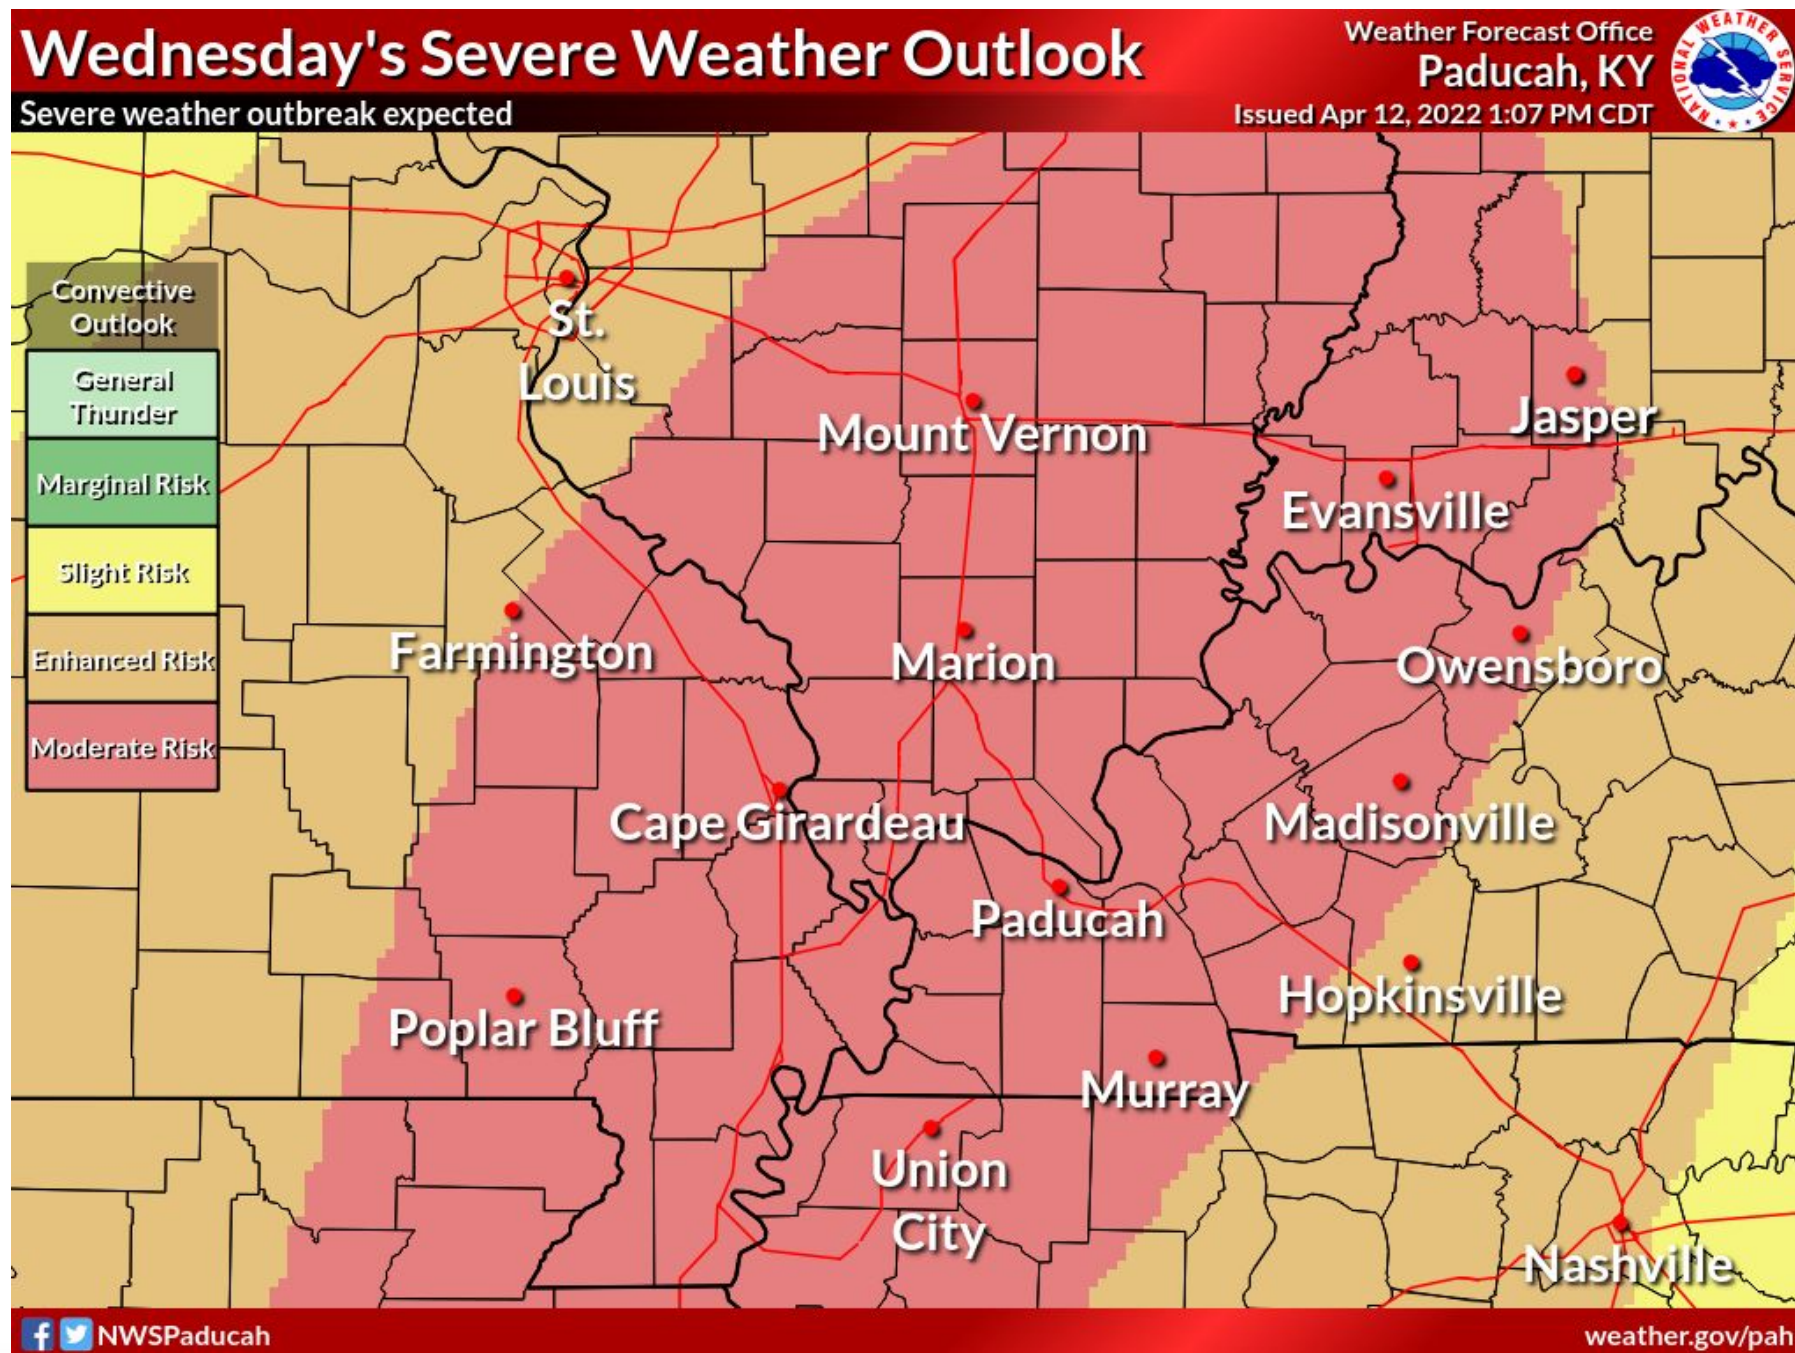 Wednesday's Severe Weather Outlook
Severe weather outbreak expected
Weather Forecast Office
Paducah, KY
Issued Apr 12, 2022 1:07 PM CDT
NATIONAL WEATHER SERVICE
Convective
Outlook
General
Thunder
Marginal Risk
Slight Risk
Enhanced Risk
Moderate Risk
St.
Louis
Mount Vernon
Jasper
Evansville
Farmington
Marion
Owensboro
Cape Girardeau
Madisonville
Paducah
Hopkinsville
Poplar Bluff
Murray
Union
City
Nashville
NWSPaducah
weather.gov/pah